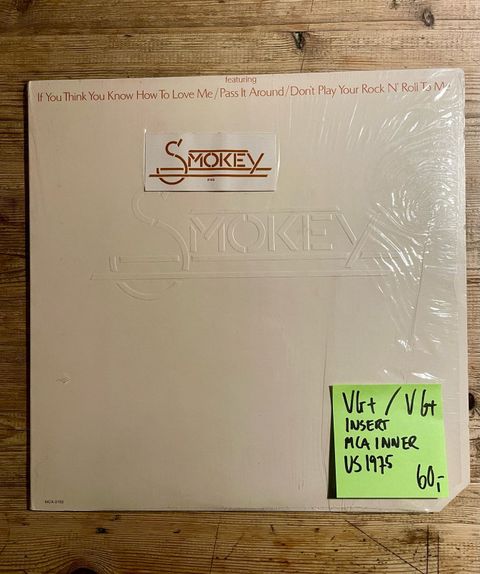 featuring
If You Think You Know How To Love Me/Pass It Around/Don't Play Your Rock N' Roll To Me
SMOKEY
SMOKEY
VG+ / VG+
INSERT
MCA INNER
US 1975
60,-